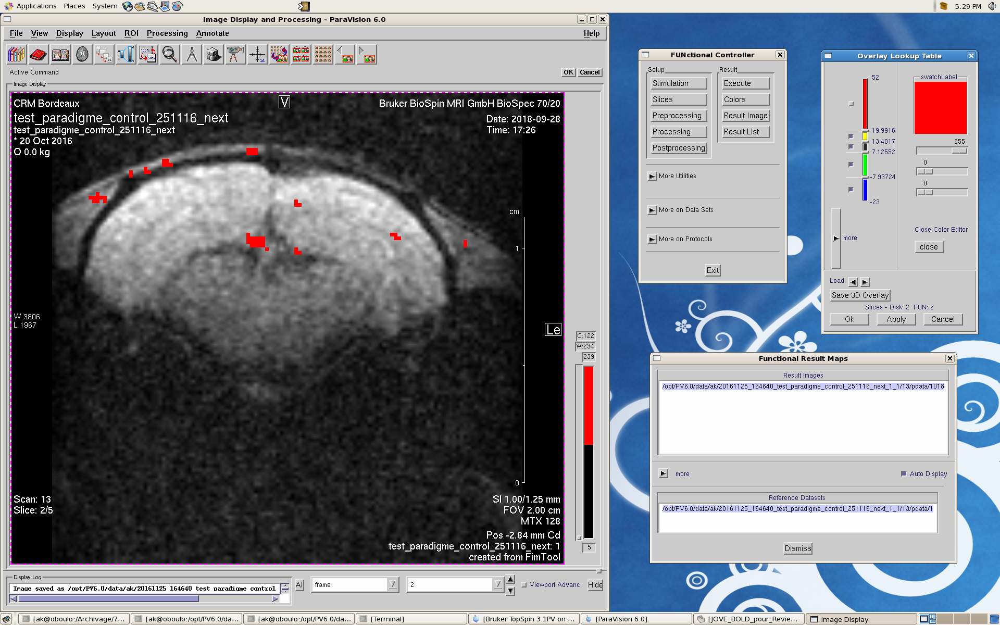 Applications Places System
5:29 PM
Image Display and Processing - ParaVision 6.0
File View Display Layout ROI Processing Annotate Help
Active Command
OK Cancel
Image Display
CRM Bordeaux
V
Bruker BioSpin MRI GmbH BioSpec 70/20
test_paradigme_control_251116_next
Date: 2018-09-28
test_paradigme_control_251116_next
Time: 17:26
* 20 Oct 2016
O 0.0 kg
cm
1
W 3806
L 1967
Le
C:122
W:234
239
0
Scan: 13
Slice: 2/5
SI 1.00/1.25 mm
FOV 2.00 cm
MTX 128
Pos -2.84 mm Cd
test_paradigme_control_251116_next: 1
created from FimTool
5
Display Log
Image saved as /opt/PV6.0/data/ak/20161125_164640_test_paradigme_control
Al
frame
2
Viewport Advanc
Hide
FUNctional Controller
Setup
Result
Stimulation
Execute
Slices
Colors
Preprocessing
Result Image
Processing
Result List
Postprocessing
More Utilities
More on Data Sets
More on Protocols
Exit
Overlay Lookup Table
52
swatchLabel
19.9916
13.4017
255
7.12552
0
-7.93724
0
-23
Close Color Editor
more
close
Load:
Save 3D Overlay
Slices - Disk: 2 FUN: 2
Ok Apply Cancel
Functional Result Maps
Result Images
/opt/PV6.0/data/ak/20161125_164640_test_paradigme_control_251116_next_1_1/13/pdata/1018
more
Auto Display
Reference Datasets
/opt/PV6.0/data/ak/20161125_164640_test_paradigme_control_251116_next_1_1/13/pdata/1
Dismiss
[ak@oboulo:/Archivage/7...
[ak@oboulo:/opt/PV6.0/da...
[ak@oboulo:/opt/PV6.0/da...
[Terminal]
[Bruker TopSpin 3.1PV on ...
[ParaVision 6.0]
[JOVE_BOLD_pour_Revie...
Image Display